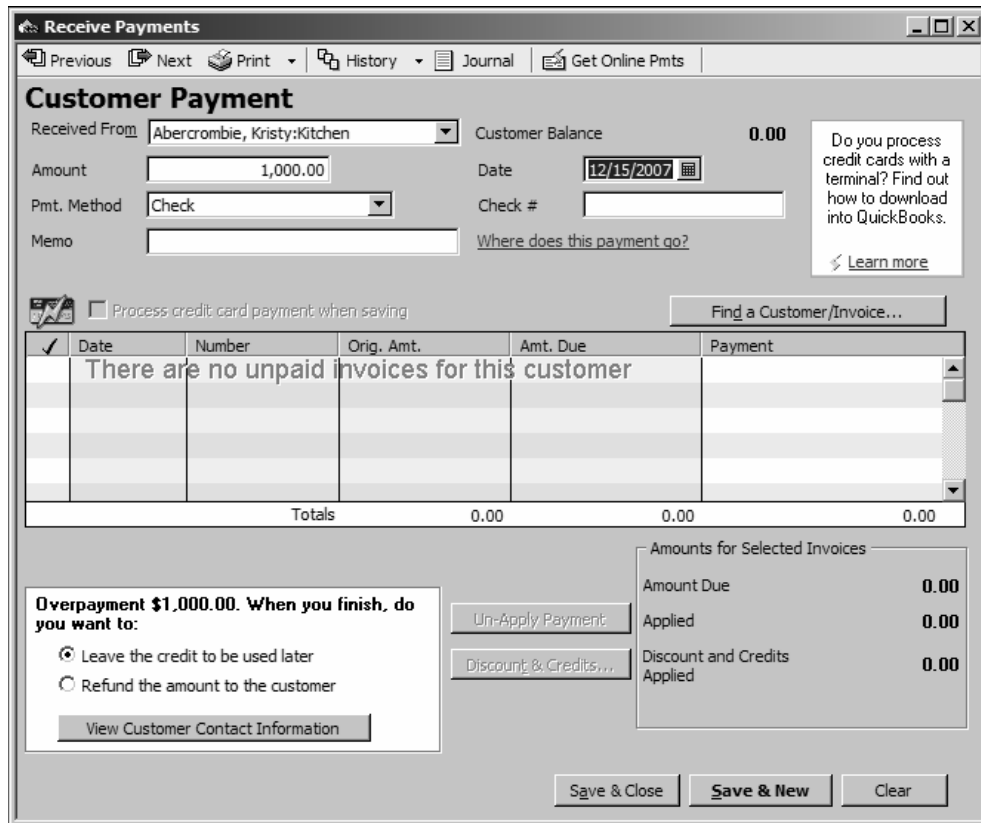 Receive Payments
Previous Next Print History Journal Get Online Pmts
Customer Payment
Received From Abercrombie, Kristy:Kitchen Customer Balance 0.00
Amount 1,000.00 Date 12/15/2007
Pmt. Method Check Check #
Memo Where does this payment go?
Do you process
credit cards with a
terminal? Find out
how to download
into QuickBooks.
Learn more
Process credit card payment when saving Find a Customer/Invoice...
✓ Date Number Orig. Amt. Amt. Due Payment
There are no unpaid invoices for this customer
Totals 0.00 0.00 0.00
Overpayment $1,000.00. When you finish, do
you want to:
Leave the credit to be used later
Refund the amount to the customer
View Customer Contact Information
Un-Apply Payment
Discount & Credits...
Amounts for Selected Invoices
Amount Due 0.00
Applied 0.00
Discount and Credits
Applied 0.00
Save & Close Save & New Clear